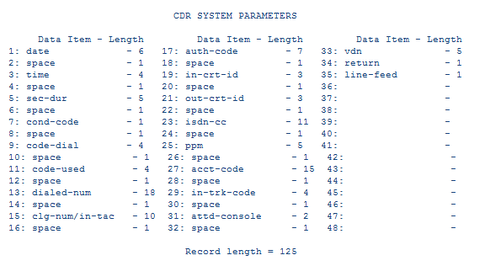 CDR SYSTEM PARAMETERS
Data Item - Length Data Item - Length Data Item - Length
1: date - 6 17: auth-code - 7 33: vdn - 5
2: space - 1 18: space - 1 34: return - 1
3: time - 4 19: in-crt-id - 3 35: line-feed - 1
4: space - 1 20: space - 1 36: -
5: sec-dur - 5 21: out-crt-id - 3 37: -
6: space - 1 22: space - 1 38: -
7: cond-code - 1 23: isdn-cc - 11 39: -
8: space - 1 24: space - 1 40: -
9: code-dial - 4 25: ppm - 5 41: -
10: space - 1 26: space - 1 42: -
11: code-used - 4 27: acct-code - 15 43: -
12: space - 1 28: space - 1 44: -
13: dialed-num - 18 29: in-trk-code - 4 45: -
14: space - 1 30: space - 1 46: -
15: clg-num/in-tac - 10 31: attd-console - 2 47: -
16: space - 1 32: space - 1 48: -
Record length = 125